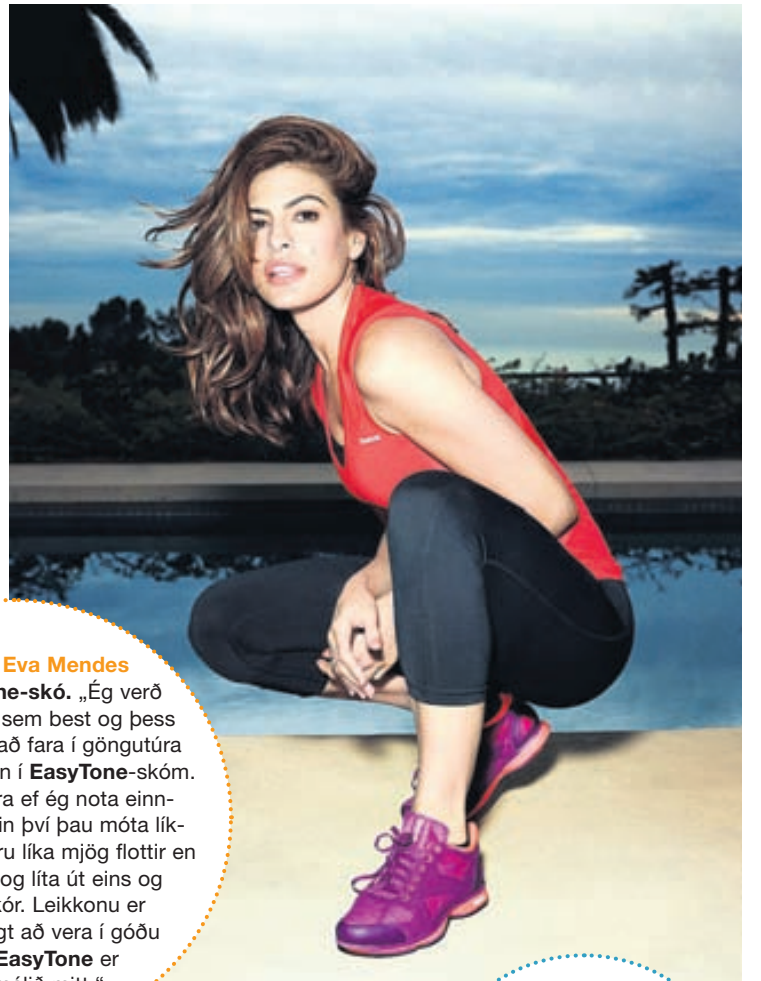 Eva Mendes
ne-skó. „Ég verð
sem best og þess
að fara í göngutúra
n í EasyTone-skóm.
ra ef ég nota einn-
in því þau móta lík-
ru líka mjög flottir en
og líta út eins og
kór. Leikkonu er
gt að vera í góðu
EasyTone er